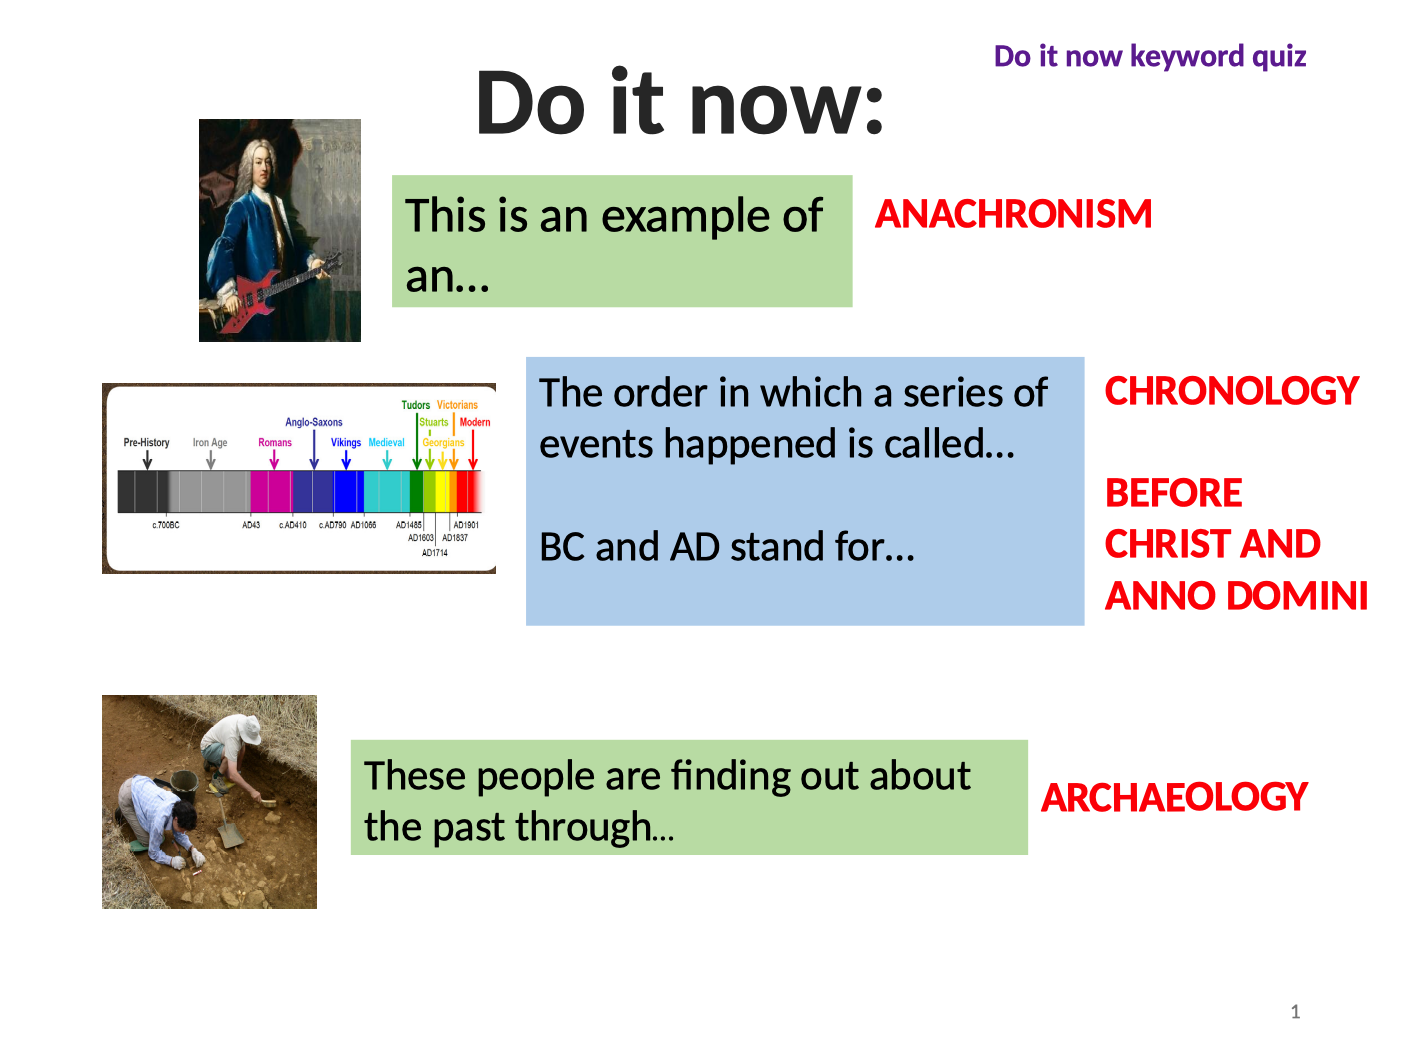 Do it now keyword quiz
Do it now:
This is an example of
an...
ANACHRONISM
The order in which a series of
events happened is called...
CHRONOLOGY
BC and AD stand for...
BEFORE
CHRIST AND
ANNO DOMINI
Tudors Victorians
Anglo-Saxons Stuarts Modern
Pre-History Iron Age Romans Vikings Medieval Georgians
c.700BC AD43 c.AD410 c.AD790 AD1066 AD1485 AD1901
AD1603 AD1837
AD1714
These people are finding out about
the past through...
ARCHAEOLOGY
1